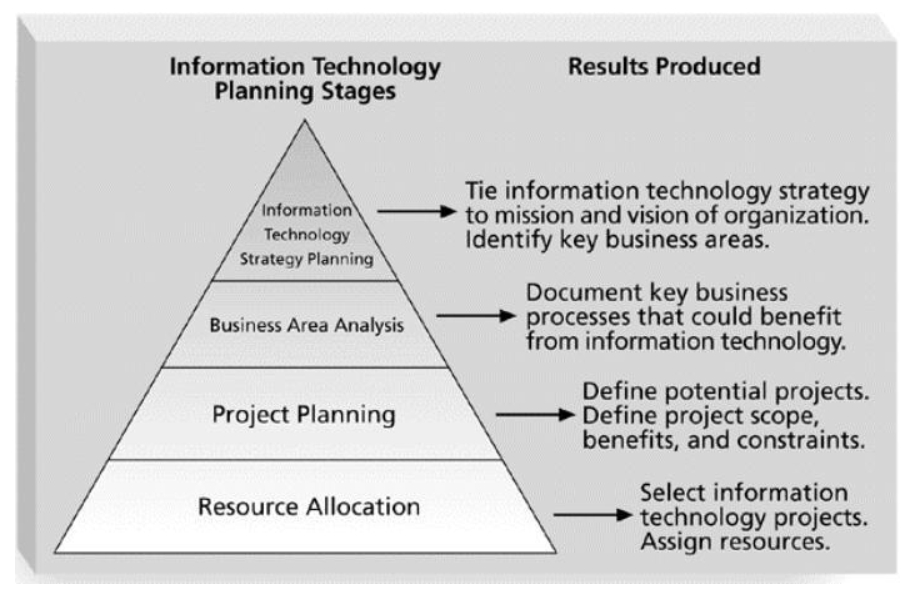 Information Technology
Planning Stages
Results Produced
Information
Technology
Strategy Planning
Tie information technology strategy
to mission and vision of organization.
Identify key business areas.
Business Area Analysis
Document key business
processes that could benefit
from information technology.
Project Planning
Define potential projects.
Define project scope,
benefits, and constraints.
Resource Allocation
Select information
technology projects.
Assign resources.